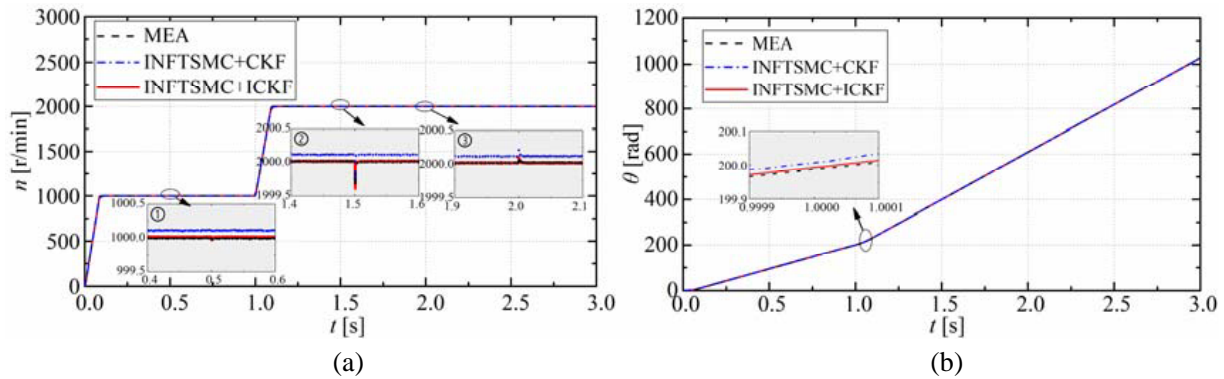 3000
2500
2000
1500
1000
500
0
n [r/min]
MEA
INFTSMC+CKF
INFTSMC+ICKF
②
2000.5
2000.0
1999.5
1.4 1.5 1.6
③
2000.5
2000.0
1999.5
1.9 2.0 2.1
①
1000.5
1000.0
999.5
0.4 0.5 0.6
0.0 0.5 1.0 1.5 2.0 2.5 3.0
t [s]
(a)
1200
1000
800
600
400
200
0
θ [rad]
MEA
INFTSMC+CKF
INFTSMC+ICKF
200.1
200.0
199.9
0.9999 1.0000 1.0001
0.0 0.5 1.0 1.5 2.0 2.5 3.0
t [s]
(b)